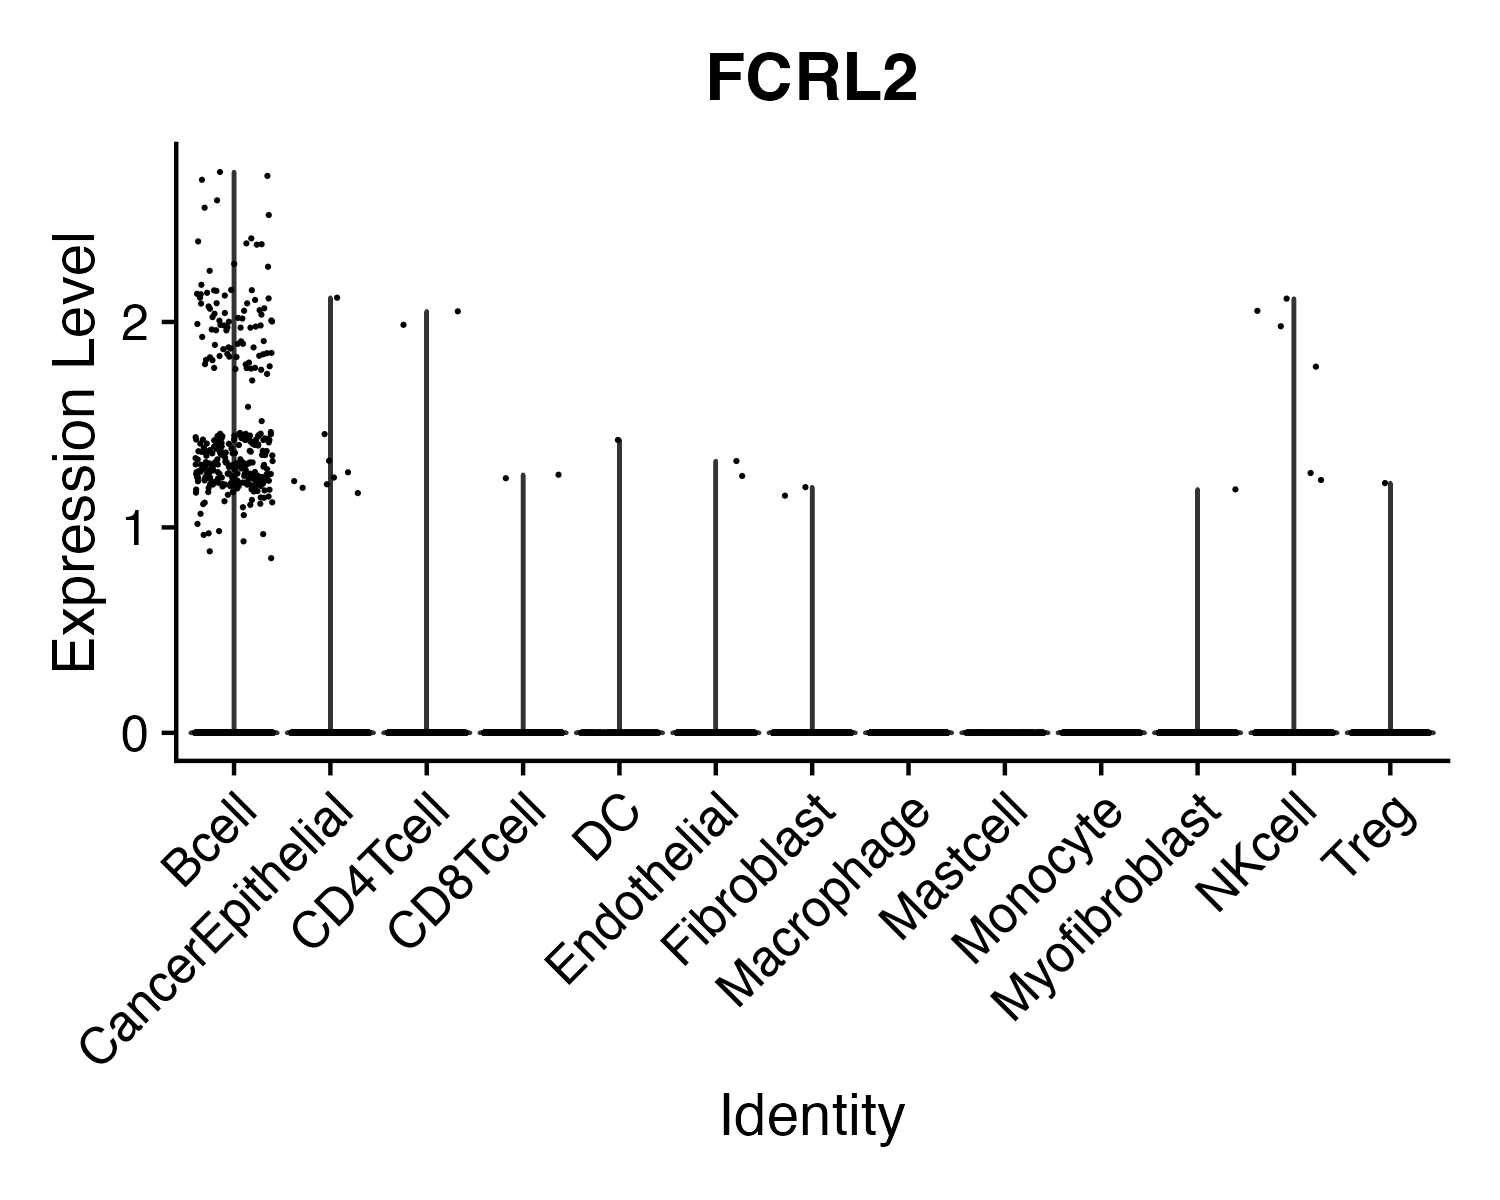 FCRL2
Expression Level
2
1
0
Bcell
CancerEpithelial
CD4Tcell
CD8Tcell
DC
Endothelial
Fibroblast
Macrophage
Mastcell
Monocyte
Myofibroblast
NKcell
Treg
Identity